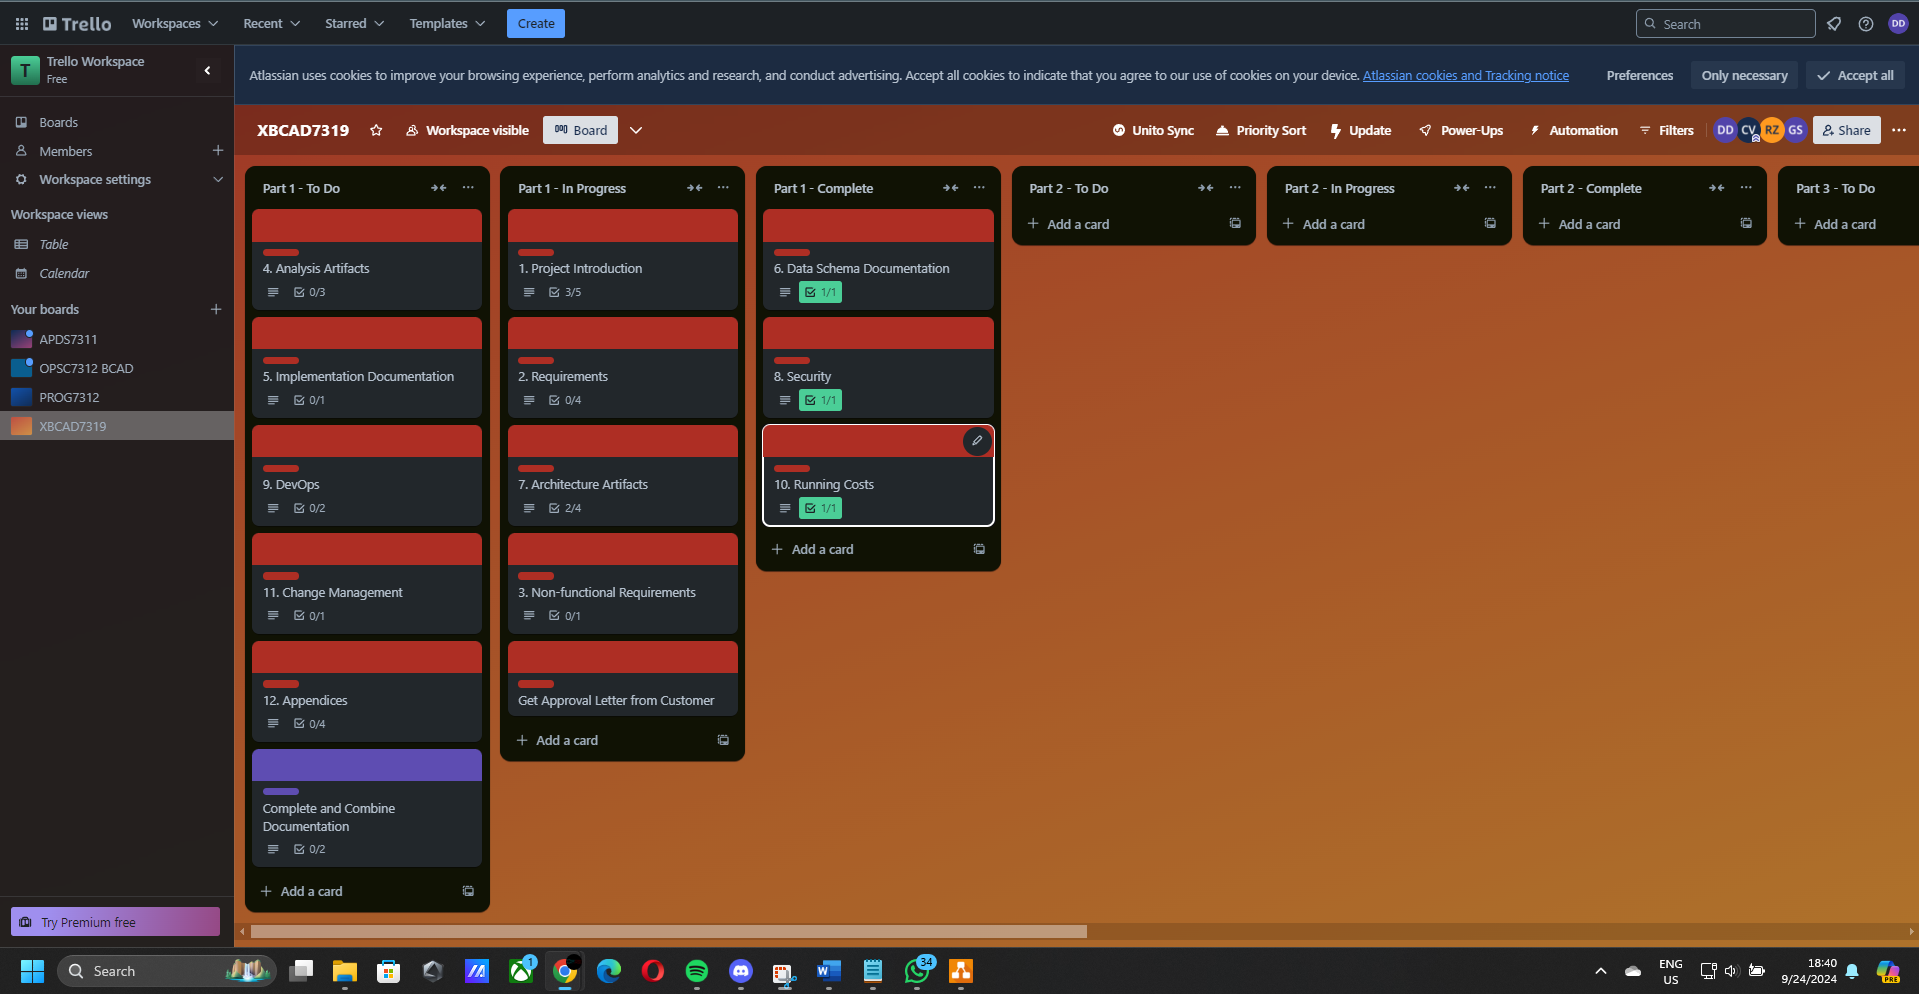 Trello
Workspaces
Recent
Starred
Templates
Create
Search
DD
T
Trello Workspace
Free
Atlassian uses cookies to improve your browsing experience, perform analytics and research, and conduct advertising. Accept all cookies to indicate that you agree to our use of cookies on your device. Atlassian cookies and Tracking notice
Preferences
Only necessary
Accept all
Boards
Members
Workspace settings
Workspace views
Table
Calendar
Your boards
APDS7311
OPSC7312 BCAD
PROG7312
XBCAD7319
Try Premium free
XBCAD7319
Workspace visible
Board
Unito Sync
Priority Sort
Update
Power-Ups
Automation
Filters
DD
CV
RZ
GS
Share
Part 1 - To Do
4. Analysis Artifacts
0/3
5. Implementation Documentation
0/1
9. DevOps
0/2
11. Change Management
0/1
12. Appendices
0/4
Complete and Combine
Documentation
0/2
Add a card
Part 1 - In Progress
1. Project Introduction
3/5
2. Requirements
0/4
7. Architecture Artifacts
2/4
3. Non-functional Requirements
0/1
Get Approval Letter from Customer
Add a card
Part 1 - Complete
6. Data Schema Documentation
1/1
8. Security
1/1
10. Running Costs
1/1
Add a card
Part 2 - To Do
Add a card
Part 2 - In Progress
Add a card
Part 2 - Complete
Add a card
Part 3 - To Do
Add a card
Search
1
34
ENG
US
18:40
9/24/2024
PRE